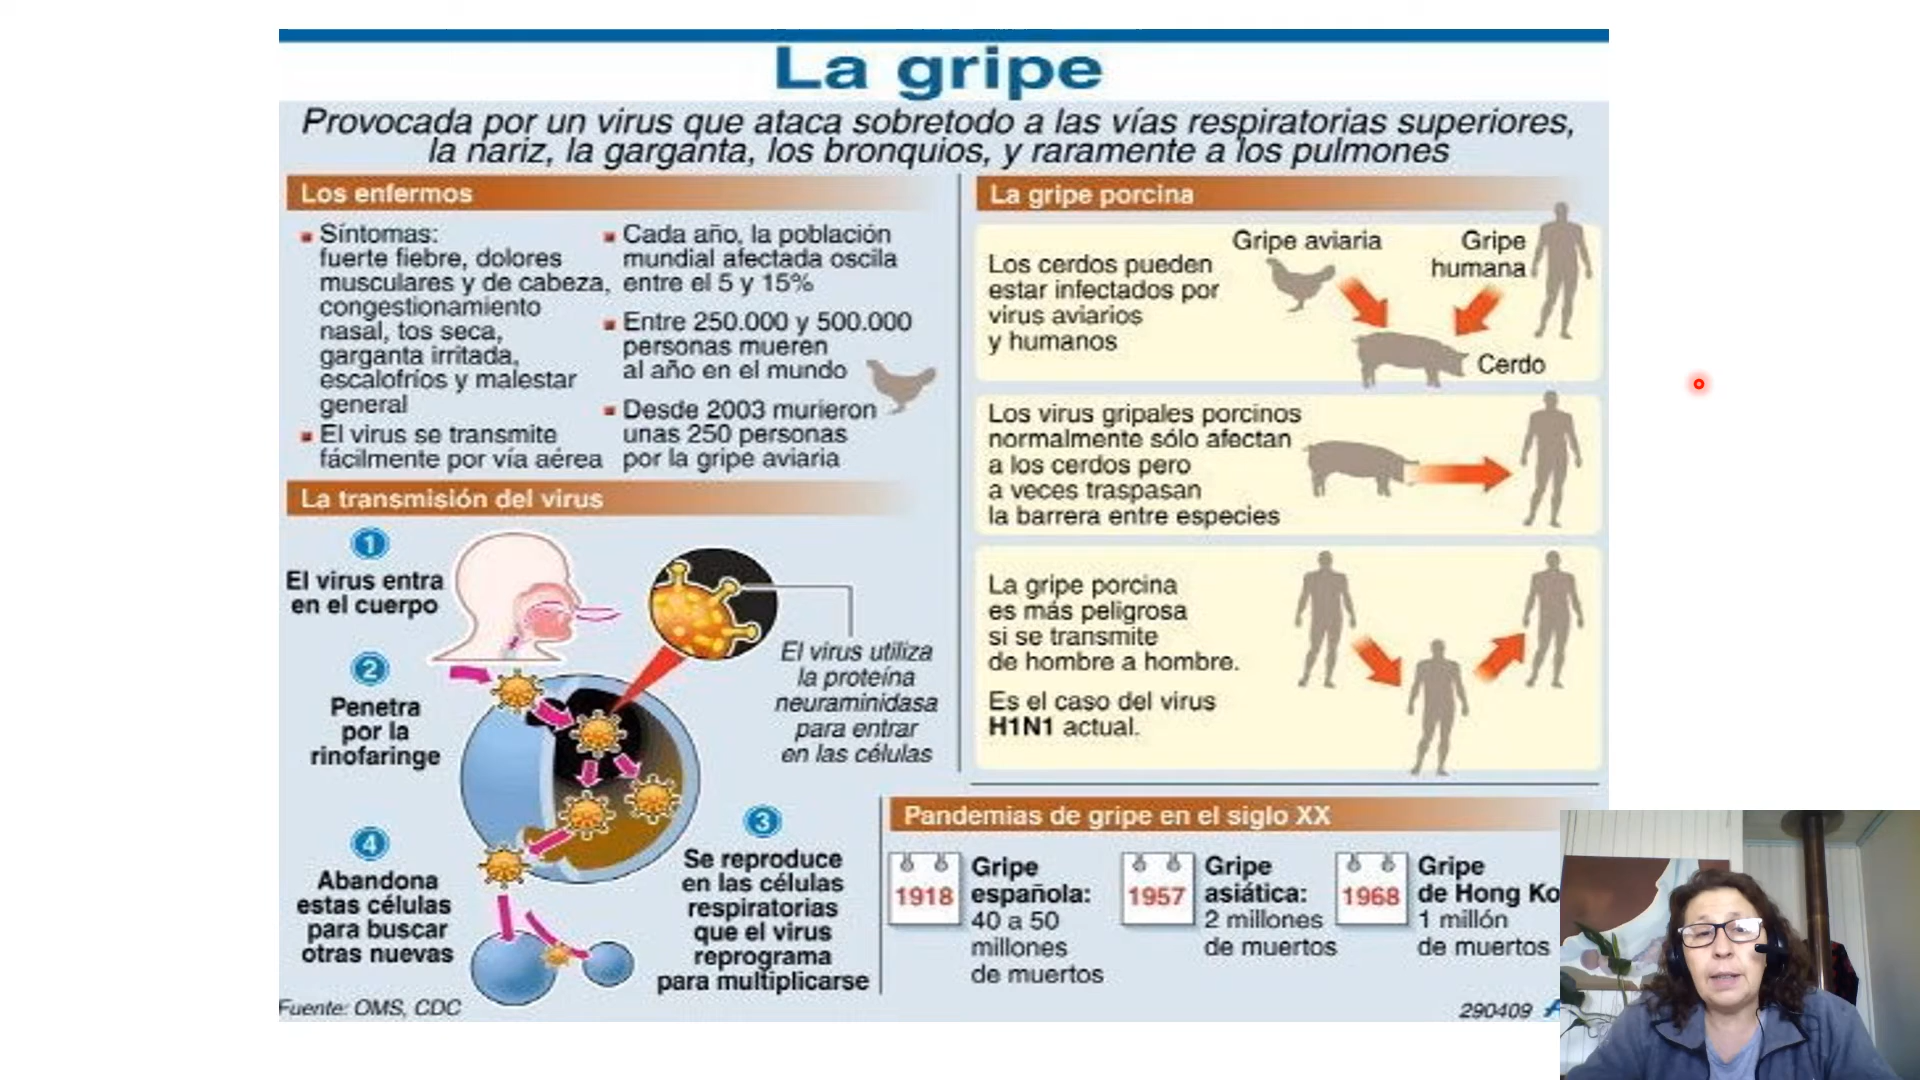 La gripe
Provocada por un virus que ataca sobretodo a las vías respiratorias superiores,
la nariz, la garganta, los bronquios, y raramente a los pulmones
Los enfermos
Síntomas:
fuerte fiebre, dolores
musculares y de cabeza,
congestionamiento
nasal, tos seca,
garganta irritada,
escalofríos y malestar
general
El virus se transmite
fácilmente por vía aérea
Cada año, la población
mundial afectada oscila
entre el 5 y 15%
Entre 250.000 y 500.000
personas mueren
al año en el mundo
Desde 2003 murieron
unas 250 personas
por la gripe aviaria
La transmisión del virus
1
El virus entra
en el cuerpo
2
Penetra
por la
rinofaringe
El virus utiliza
la proteína
neuraminidasa
para entrar
en las células
3
Se reproduce
en las células
respiratorias
que el virus
reprograma
para multiplicarse
4
Abandona
estas células
para buscar
otras nuevas
Fuente: OMS, CDC
La gripe porcina
Los cerdos pueden
estar infectados por
virus aviarios
y humanos
Gripe aviaria
Gripe
humana
Cerdo
Los virus gripales porcinos
normalmente sólo afectan
a los cerdos pero
a veces traspasan
la barrera entre especies
La gripe porcina
es más peligrosa
si se transmite
de hombre a hombre.
Es el caso del virus
H1N1 actual.
Pandemias de gripe en el siglo XX
1918
Gripe
española:
40 a 50
millones
de muertos
1957
Gripe
asiática:
2 millones
de muertos
1968
Gripe
de Hong Ko
1 millón
de muertos
290409